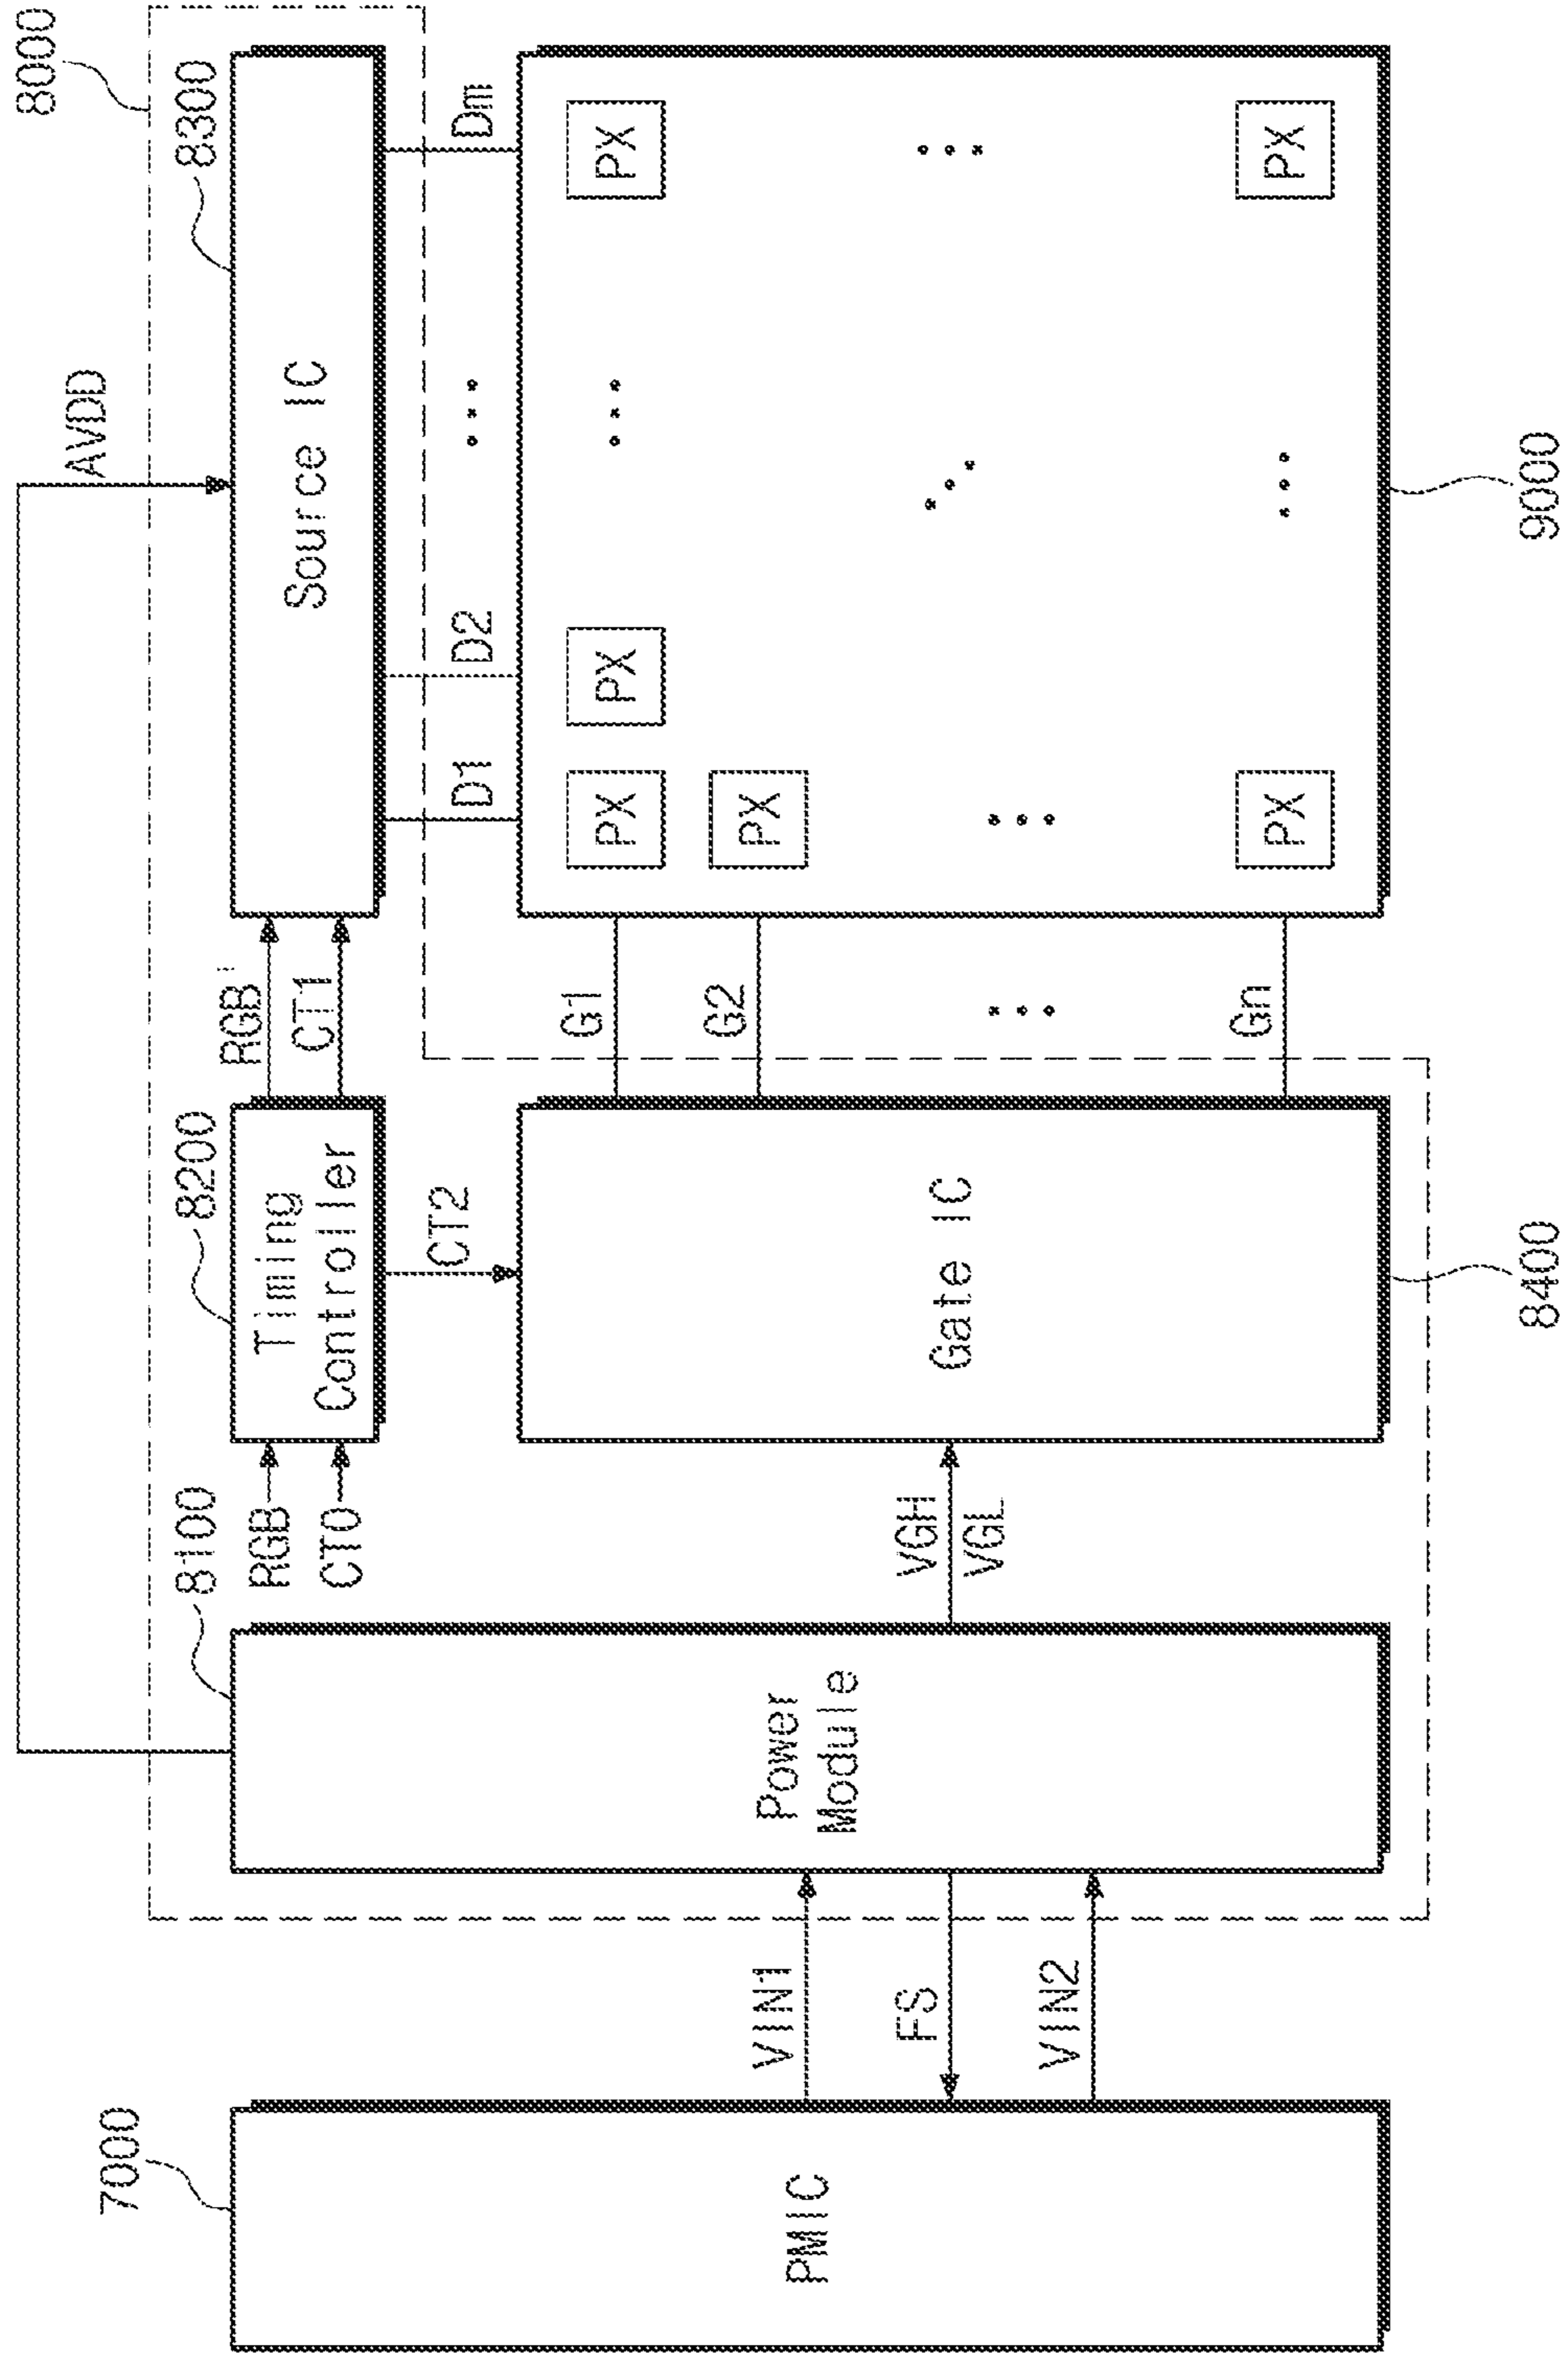 8000
AVDD
7000
8100
8200
8300
RGB
CT0
Timing
Controller
RGB'
CT1
Source IC
CT2
D1
D2
Dm
PMIC
VIN1
FS
VIN2
Power
Module
VGH
VGL
Gate IC
G1
G2
Gn
PX
PX
PX
PX
PX
PX
8400
9000